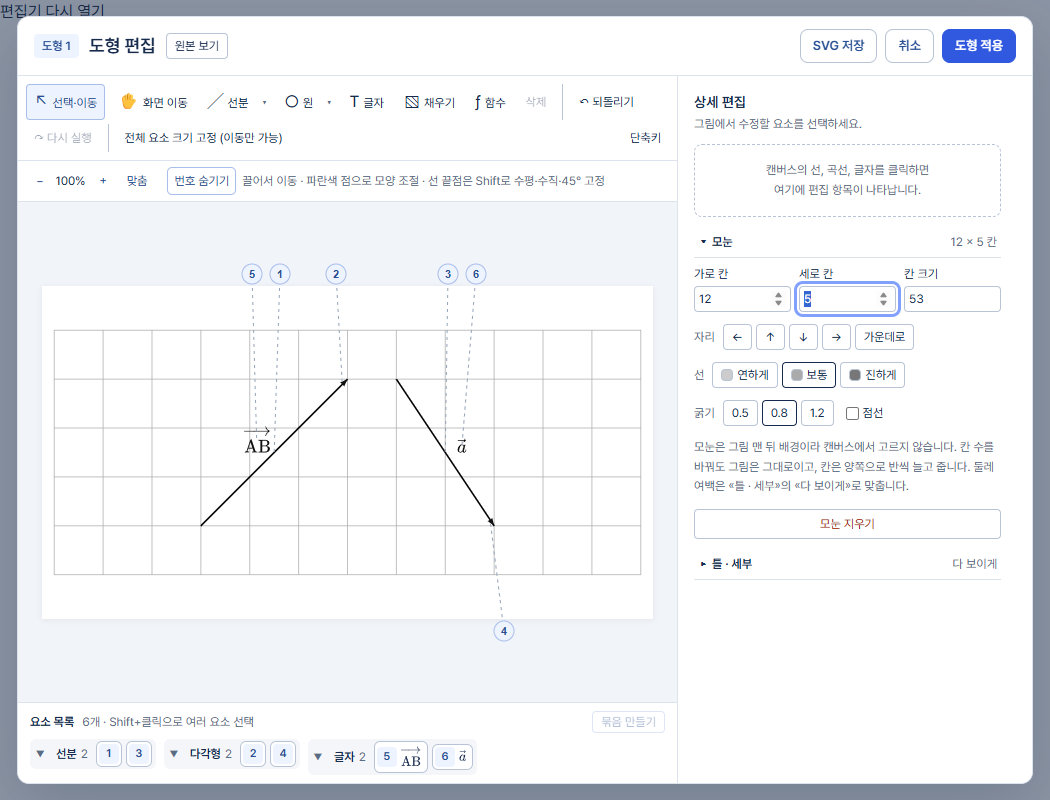 편집기 다시 열기
도형 1 도형 편집 원본 보기 SVG 저장 취소 도형 적용
선택·이동 화면 이동 선분 원 T 글자 채우기 f 함수 삭제 되돌리기
다시 실행 전체 요소 크기 고정 (이동만 가능) 단축키
− 100% + 맞춤 번호 숨기기 끌어서 이동 · 파란색 점으로 모양 조절 · 선 끝점은 Shift로 수평·수직·45° 고정
5 1 2 3 6
AB a
4
요소 목록 6개 · Shift+클릭으로 여러 요소 선택 묶음 만들기
선분 2 1 3 다각형 2 2 4 글자 2 5 AB 6 a
상세 편집
그림에서 수정할 요소를 선택하세요.
캔버스의 선, 곡선, 글자를 클릭하면
여기에 편집 항목이 나타납니다.
모눈 12 × 5 칸
가로 칸 세로 칸 칸 크기
12 5 53
자리 ← ↑ ↓ → 가운데로
선 연하게 보통 진하게
굵기 0.5 0.8 1.2 점선
모눈은 그림 맨 뒤 배경이라 캔버스에서 고르지 않습니다. 칸 수를
바꿔도 그림은 그대로이고, 칸은 양쪽으로 반씩 늘고 줍니다. 둘레
여백은 «틀 · 세부»의 «다 보이게»로 맞춥니다.
모눈 지우기
틀 · 세부 다 보이게